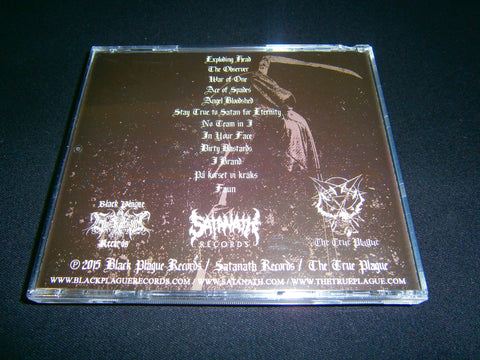 Exploding Head
The Observer
War of One
Ace of Spades
Angel Bloodshed
Stay True to Satan for Eternity
No Team in I
In Your Face
Dirty Bastards
I Brand
På korset vi kraks
Faun
Black Plague
Records
SATANATH
RECORDS
The True Plague
℗ 2015 Black Plague Records / Satanath Records / The True Plague
WWW.BLACKPLAGUERECORDS.COM / WWW.SATANATH.COM / WWW.THETRUEPLAGUE.COM